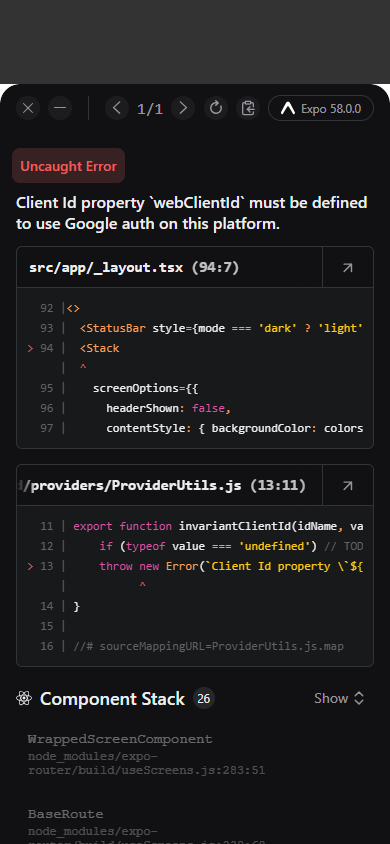 1/1
Expo 58.0.0
Uncaught Error
Client Id property `webClientId` must be defined
to use Google auth on this platform.
src/app/_layout.tsx (94:7)
92 |<>
93 |  <StatusBar style={mode === 'dark' ? 'light'
> 94 |  <Stack
|  ^
95 |    screenOptions={{
96 |      headerShown: false,
97 |      contentStyle: { backgroundColor: colors
/providers/ProviderUtils.js (13:11)
11 | export function invariantClientId(idName, va
12 |     if (typeof value === 'undefined') // TOD
> 13 |     throw new Error(`Client Id property \`${
|           ^
14 | }
15 |
16 | //# sourceMappingURL=ProviderUtils.js.map
Component Stack 26
Show
WrappedScreenComponent
node_modules/expo-
router/build/useScreens.js:283:51
BaseRoute
node_modules/expo-